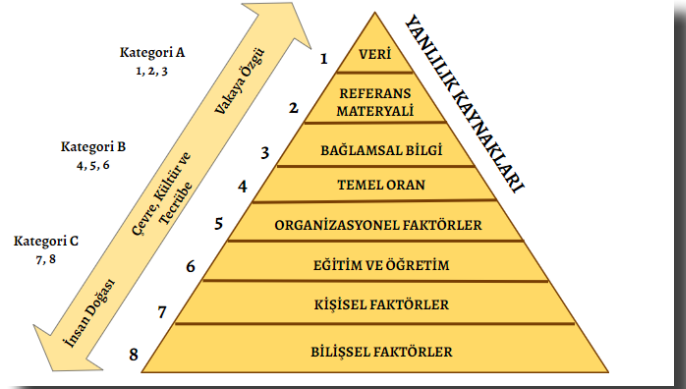 Kategori A
1, 2, 3
Kategori B
4, 5, 6
Kategori C
7, 8
Vakaya Özgü
Çevre, Kültür ve
Tecrübe
İnsan Doğası
YANLILIK KAYNAKLARI
1 VERİ
2 REFERANS
MATERYALİ
3 BAĞLAMSAL BİLGİ
4 TEMEL ORAN
5 ORGANİZASYONEL FAKTÖRLER
6 EĞİTİM VE ÖĞRETİM
7 KİŞİSEL FAKTÖRLER
8 BİLİŞSEL FAKTÖRLER